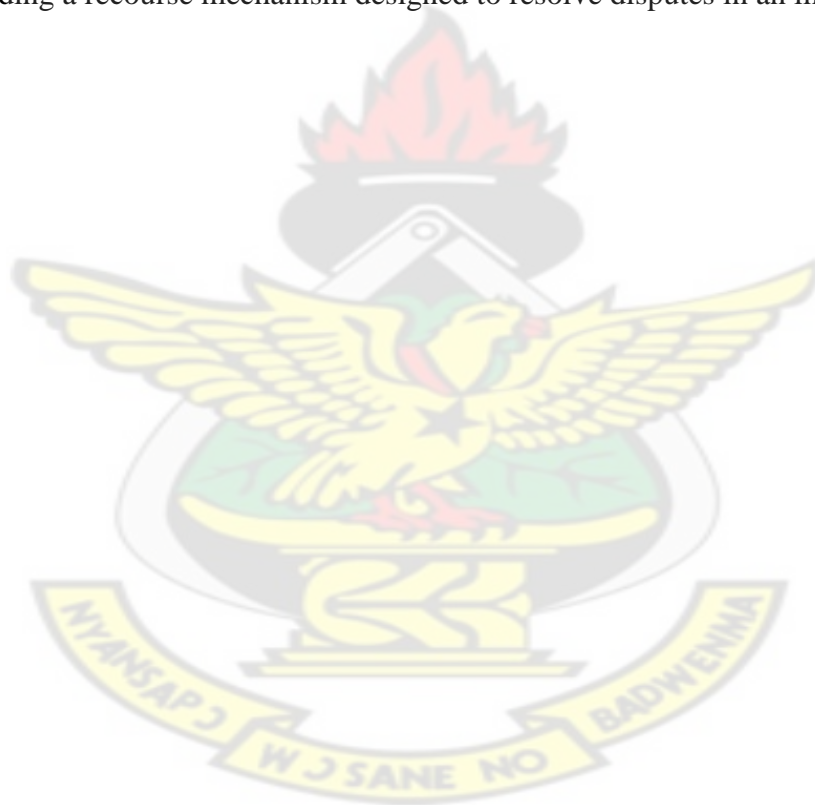 ding a recourse mechanism designed to resolve disputes in an
NYANSAPƆ
WƆSANE NO
BADWENMA